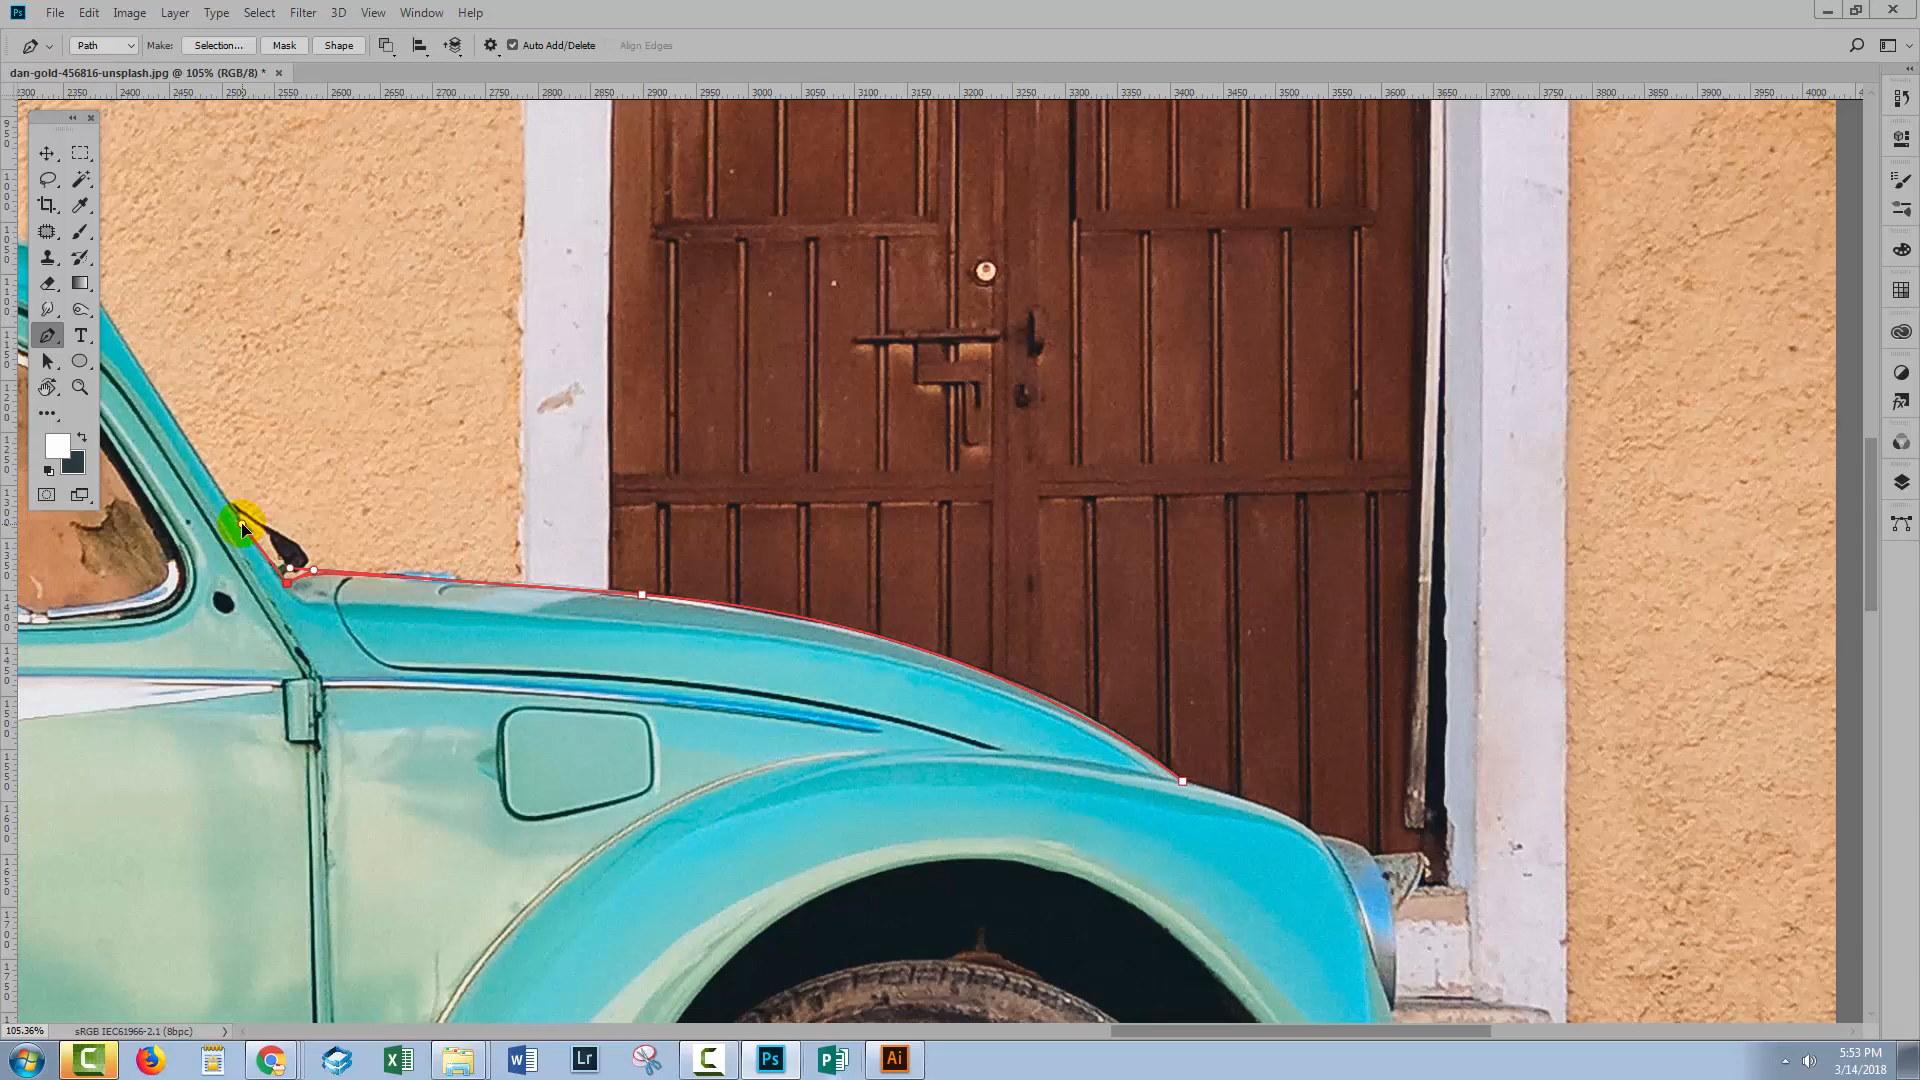 Ps File Edit Image Layer Type Select Filter 3D View Window Help
Path Make: Selection... Mask Shape Auto Add/Delete Align Edges
dan-gold-456816-unsplash.jpg @ 105% (RGB/8) *
2300 2350 2400 2450 2500 2550 2600 2650 2700 2750 2800 2850 2900 2950 3000 3050 3100 3150 3200 3250 3300 3350 3400 3450 3500 3550 3600 3650 3700 3750 3800 3850 3900 3950 4000
T
fx
105.36% sRGB IEC61966-2.1 (8bpc)
C X W Lr C Ps P Ai
5:53 PM
3/14/2018